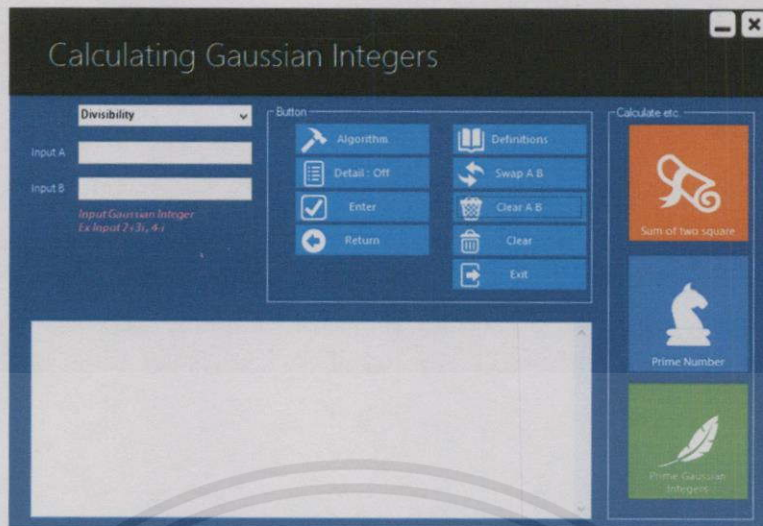 Calculating Gaussian Integers
Divisibility
Input A
Input B
Input Gaussian Integer
Ex Input 2+3i, 4-i
Button
Algorithm
Detail : Off
Enter
Return
Definitions
Swap A B
Clear A B
Clear
Exit
Calculate etc.
Sum of two square
Prime Number
Prime Gaussian
Integers